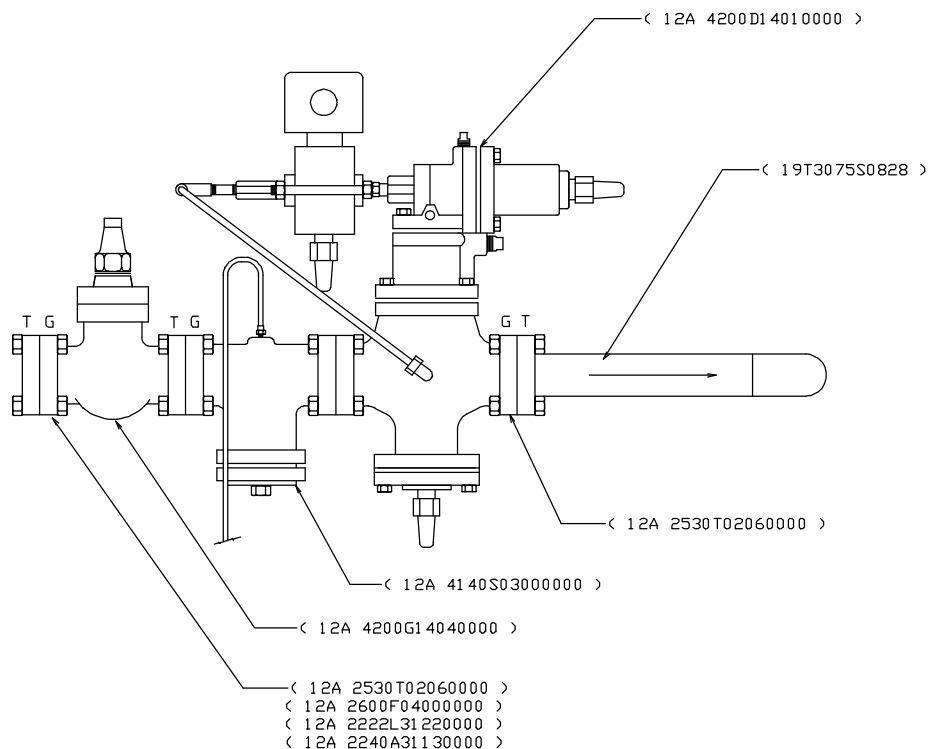 ( 12A 4200D14010000 )
( 19T3075S0828 )
T G
T G
G T
( 12A 2530T02060000 )
( 12A 4140S03000000 )
( 12A 4200G14040000 )
( 12A 2530T02060000 )
( 12A 2600F04000000 )
( 12A 2222L31220000 )
( 12A 2240A31130000 )